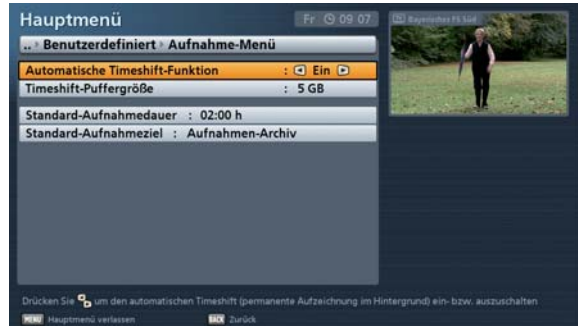 Hauptmenü
Fr 09 07
Bayerisches FS Süd
.. Benutzerdefiniert Aufnahme-Menü
Automatische Timeshift-Funktion : Ein
Timeshift-Puffergröße : 5 GB
Standard-Aufnahmedauer : 02:00 h
Standard-Aufnahmeziel : Aufnahmen-Archiv
Drücken Sie um den automatischen Timeshift (permanente Aufzeichnung im Hintergrund) ein- bzw. auszuschalten
MENU Hauptmenü verlassen BACK Zurück